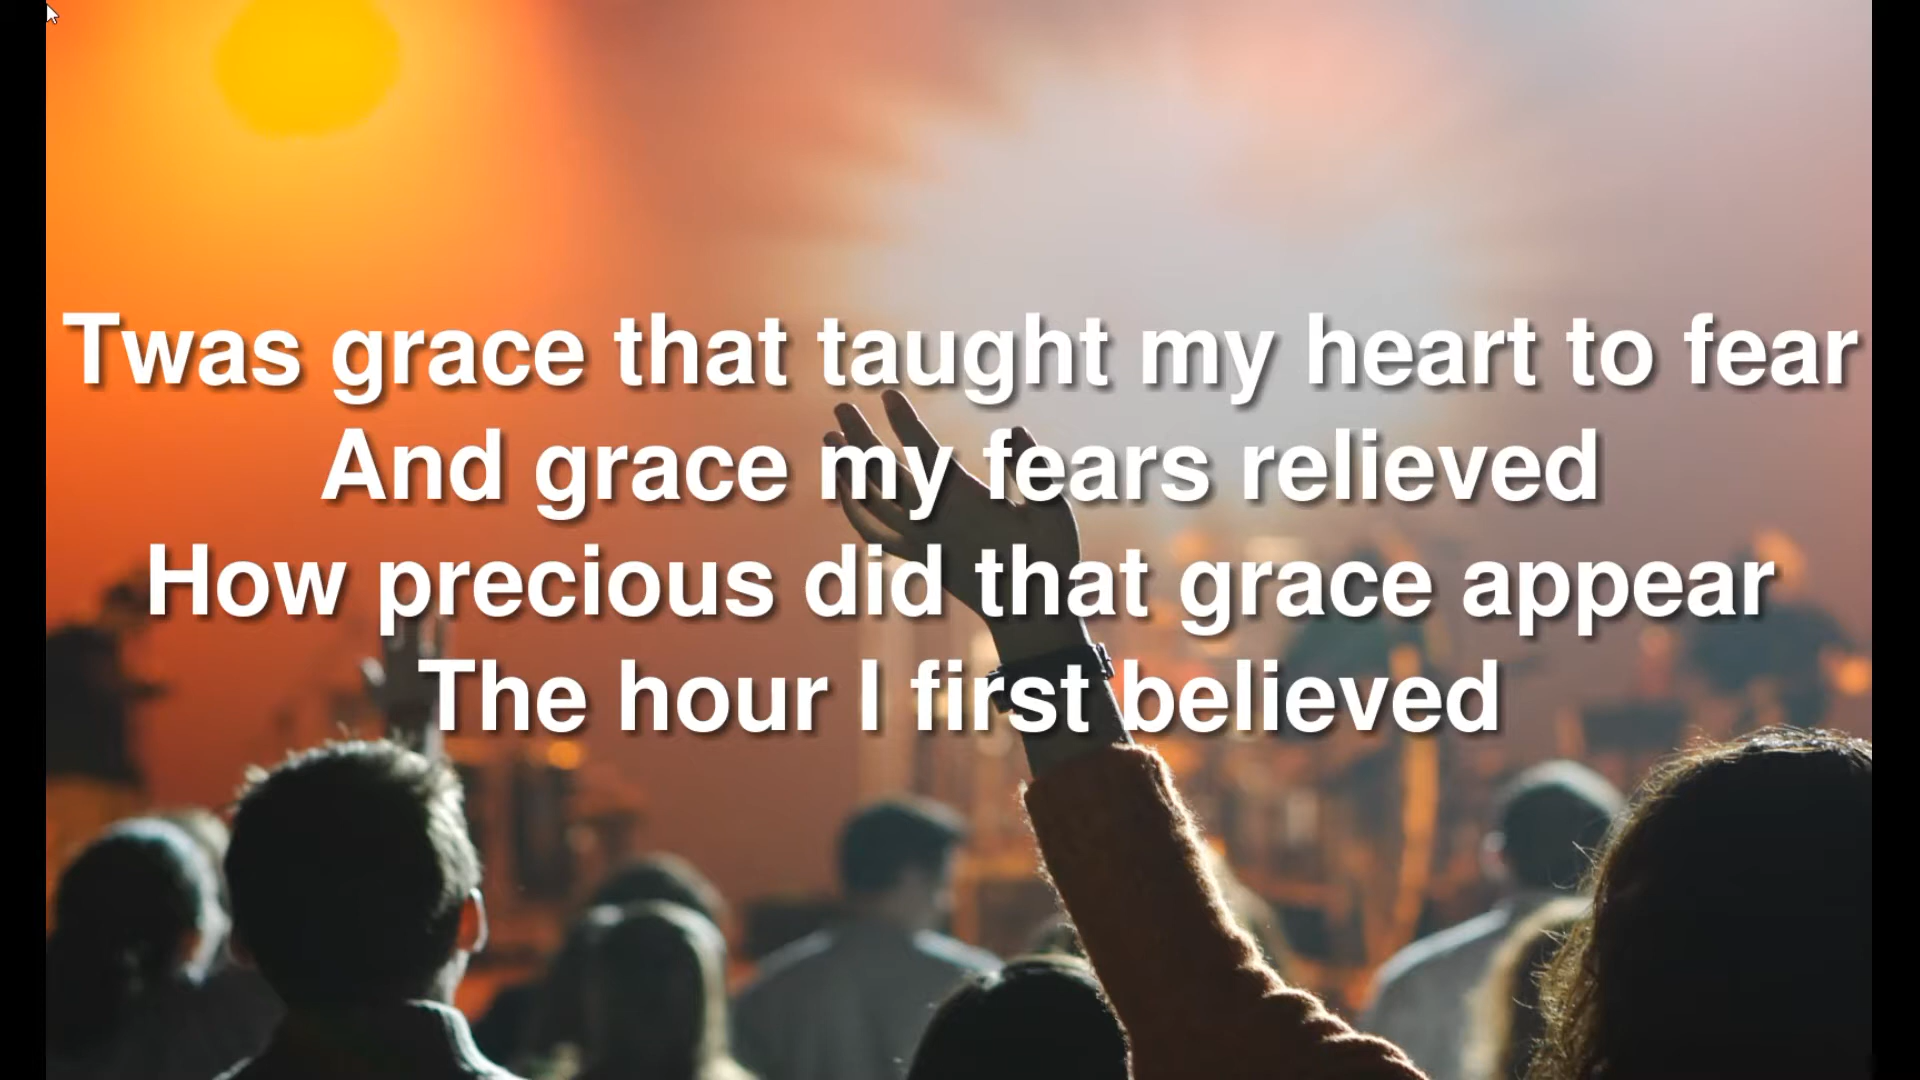 Twas grace that taught my heart to fear
And grace my fears relieved
How precious did that grace appear
The hour I first believed